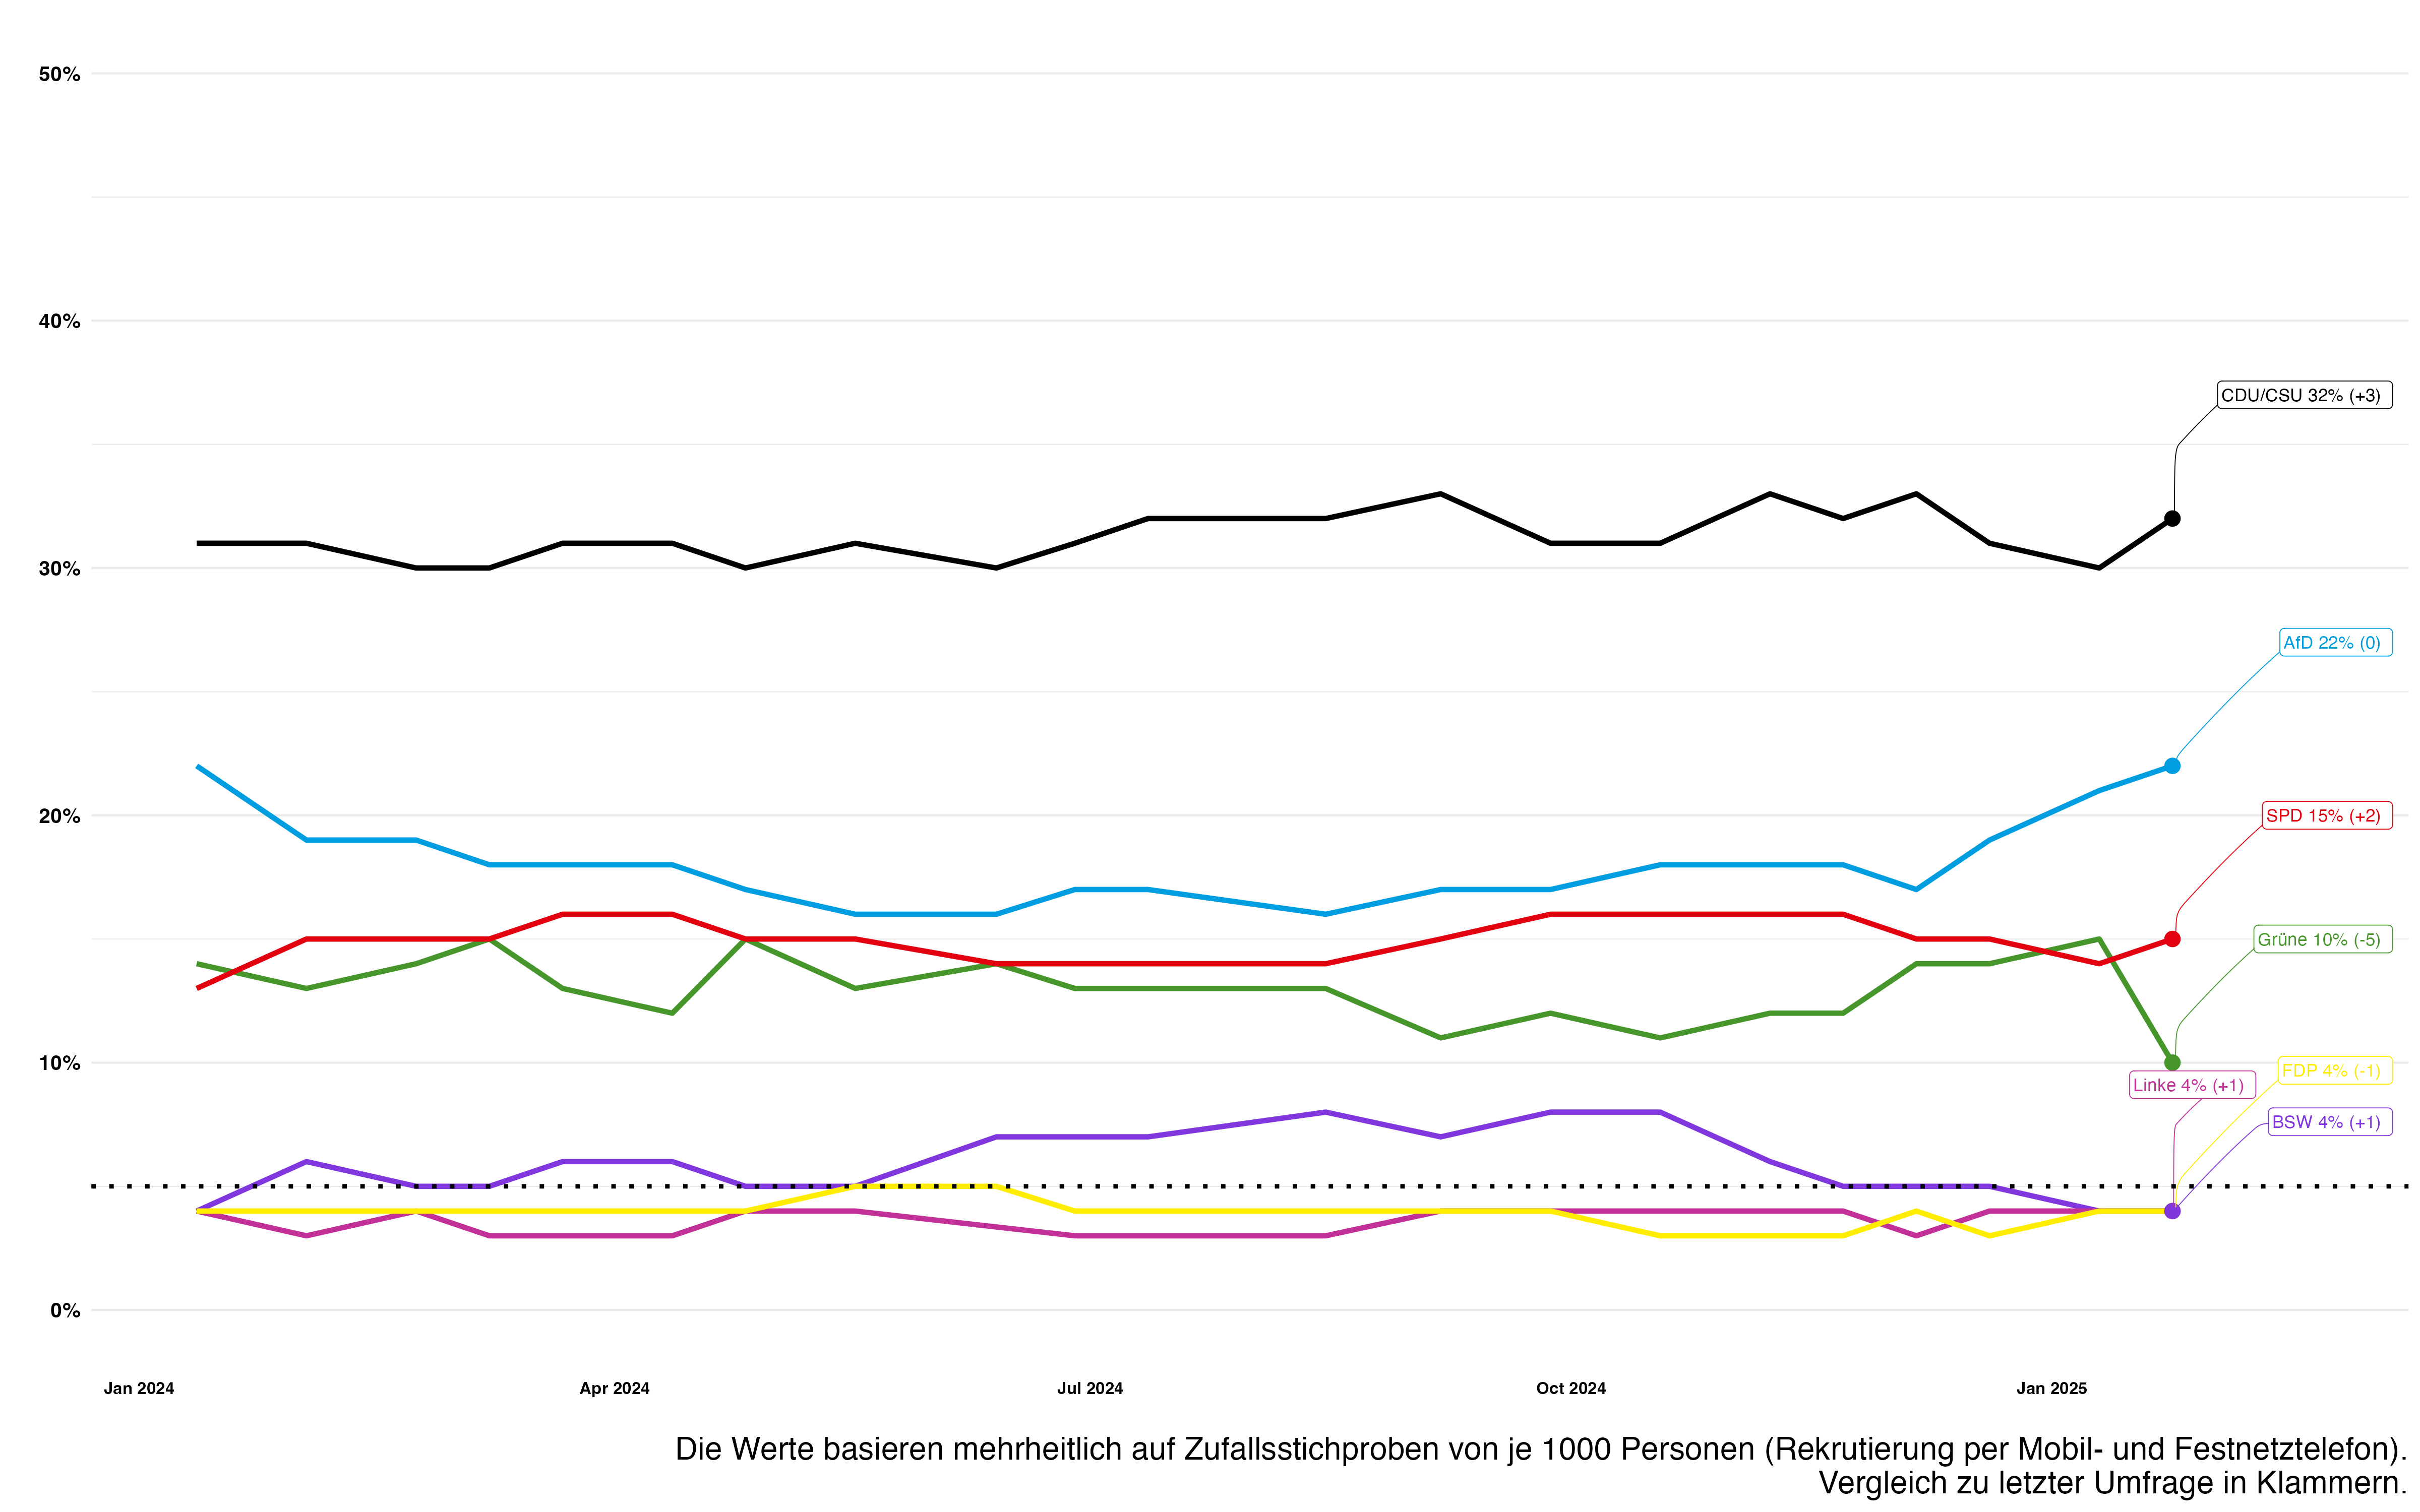 50%
40%
30%
20%
10%
0%
CDU/CSU 32% (+3)
AfD 22% (0)
SPD 15% (+2)
Grüne 10% (-5)
FDP 4% (-1)
Linke 4% (+1)
BSW 4% (+1)
Jan 2024
Apr 2024
Jul 2024
Oct 2024
Jan 2025
Die Werte basieren mehrheitlich auf Zufallsstichproben von je 1000 Personen (Rekrutierung per Mobil- und Festnetztelefon).
Vergleich zu letzter Umfrage in Klammern.